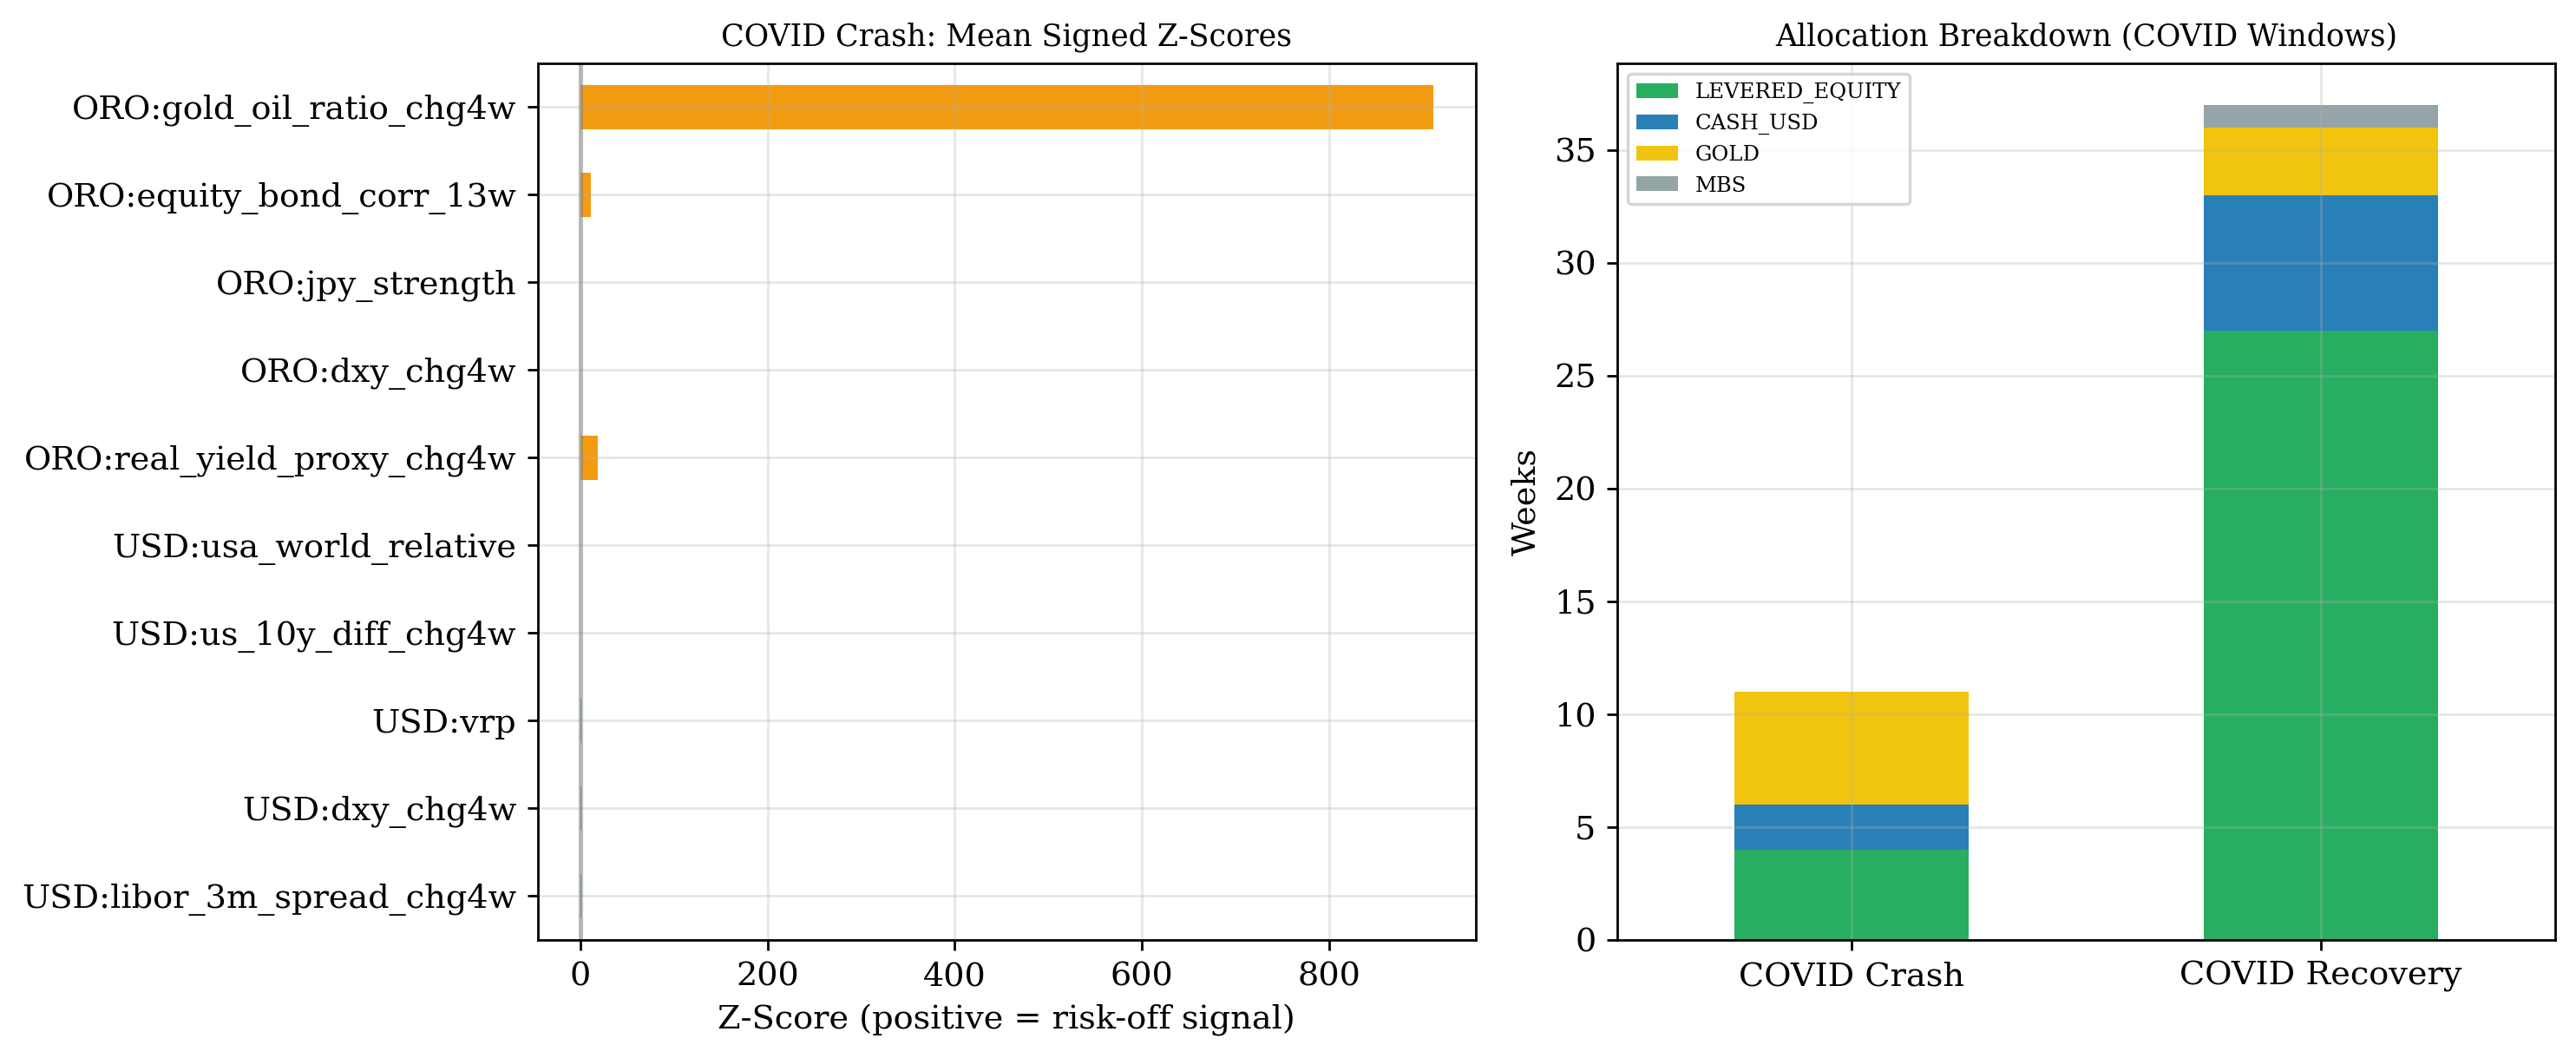 COVID Crash: Mean Signed Z-Scores
ORO:gold_oil_ratio_chg4w
ORO:equity_bond_corr_13w
ORO:jpy_strength
ORO:dxy_chg4w
ORO:real_yield_proxy_chg4w
USD:usa_world_relative
USD:us_10y_diff_chg4w
USD:vrp
USD:dxy_chg4w
USD:libor_3m_spread_chg4w
0 200 400 600 800
Z-Score (positive = risk-off signal)
Allocation Breakdown (COVID Windows)
LEVERED_EQUITY
CASH_USD
GOLD
MBS
Weeks
35
30
25
20
15
10
5
0
COVID Crash COVID Recovery